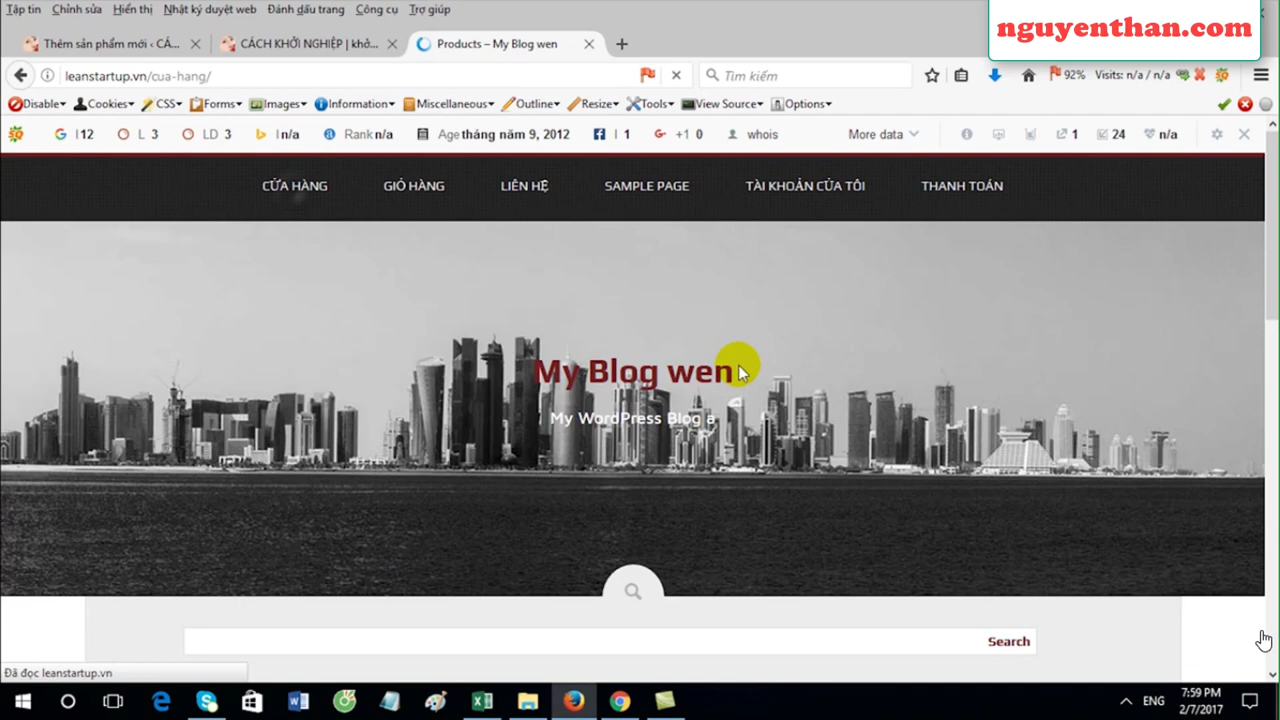 Tập tin Chỉnh sửa Hiển thị Nhật ký duyệt web Đánh dấu trang Công cụ Trợ giúp
nguyenthan.com
Thêm sản phẩm mới ‹ CÁ... CÁCH KHỞI NGHIỆP | khở... Products – My Blog wen
leanstartup.vn/cua-hang/ Tìm kiếm 92% Visits: n/a / n/a
Disable Cookies CSS Forms Images Information Miscellaneous Outline Resize Tools View Source Options
I 12 L 3 LD 3 I n/a Rank n/a Age tháng năm 9, 2012 I 1 +1 0 whois More data 1 24 n/a
CỬA HÀNG GIỎ HÀNG LIÊN HỆ SAMPLE PAGE TÀI KHOẢN CỦA TÔI THANH TOÁN
My Blog wen
My WordPress Blog a
Search
Đã đọc leanstartup.vn
ENG 7:59 PM
2/7/2017